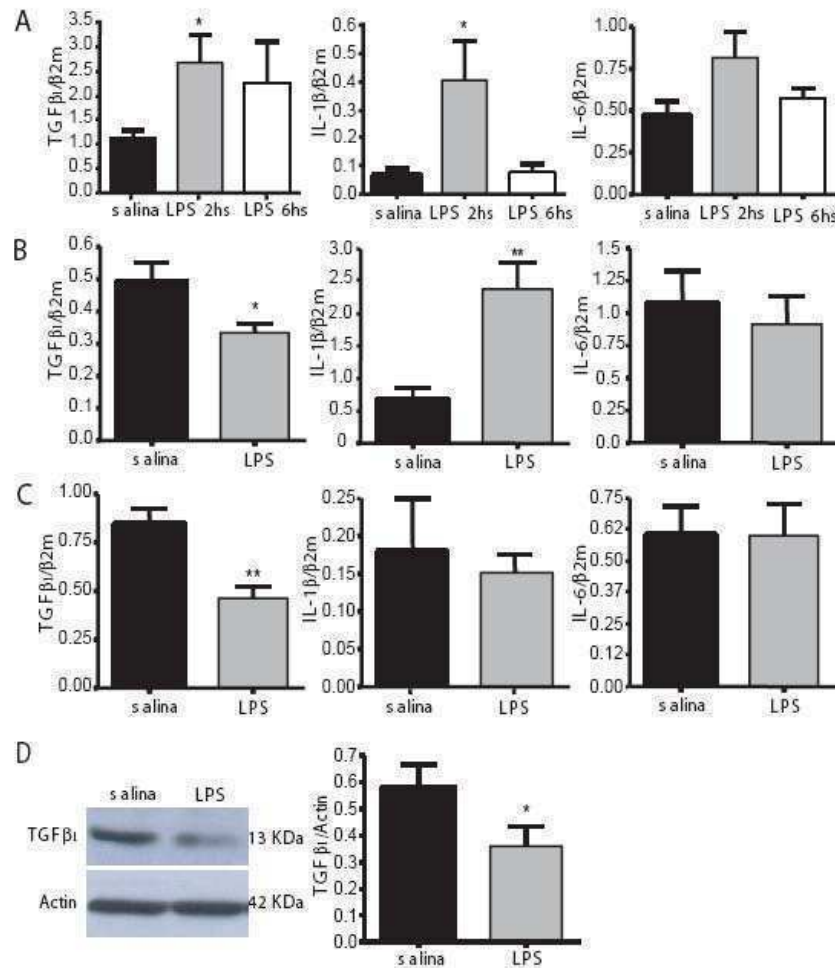 A
TGFβ1/β2m
3.5
3.0
2.5
2.0
1.5
1.0
0.5
0.0
*
salina LPS 2hs LPS 6hs
IL-1β/β2m
0.6
0.4
0.2
0.1
0.0
*
salina LPS 2hs LPS 6hs
IL-6/β2m
1.00
0.75
0.50
0.25
0.00
salina LPS 2hs LPS 6hs
B
TGFβ1/β2m
0.6
0.5
0.4
0.3
0.2
0.1
0.0
*
salina LPS
IL-1β/β2m
3.0
2.5
2.0
1.5
1.0
0.5
0
**
salina LPS
IL-6/β2m
1.5
1.25
1.0
0.75
0.5
0.25
0.0
salina LPS
C
TGFβ1/β2m
1.00
0.75
0.50
0.25
0.00
**
salina LPS
IL-1β/β2m
0.25
0.20
0.15
0.10
0.05
0.00
salina LPS
IL-6/β2m
0.75
0.62
0.50
0.37
0.25
0.12
0.00
salina LPS
D
salina LPS
TGFβ1 13 KDa
Actin 42 KDa
TGFβ1/Actin
0.7
0.6
0.5
0.4
0.3
0.2
0.1
0.0
*
salina LPS